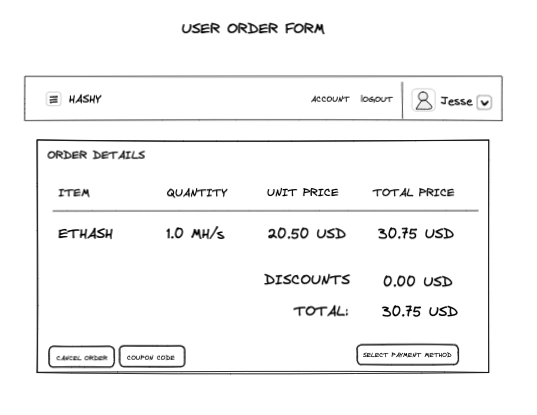 USER ORDER FORM
HASHY ACCOUNT lOGOUT Jesse
ORDER DETAILS
ITEM QUANTITY UNIT PRICE TOTAL PRICE
ETHASH 1.0 MH/s 20.50 USD 30.75 USD
DISCOUNTS 0.00 USD
TOTAL: 30.75 USD
CANCEL ORDER COUPON CODE SELECT PAYMENT METHOD